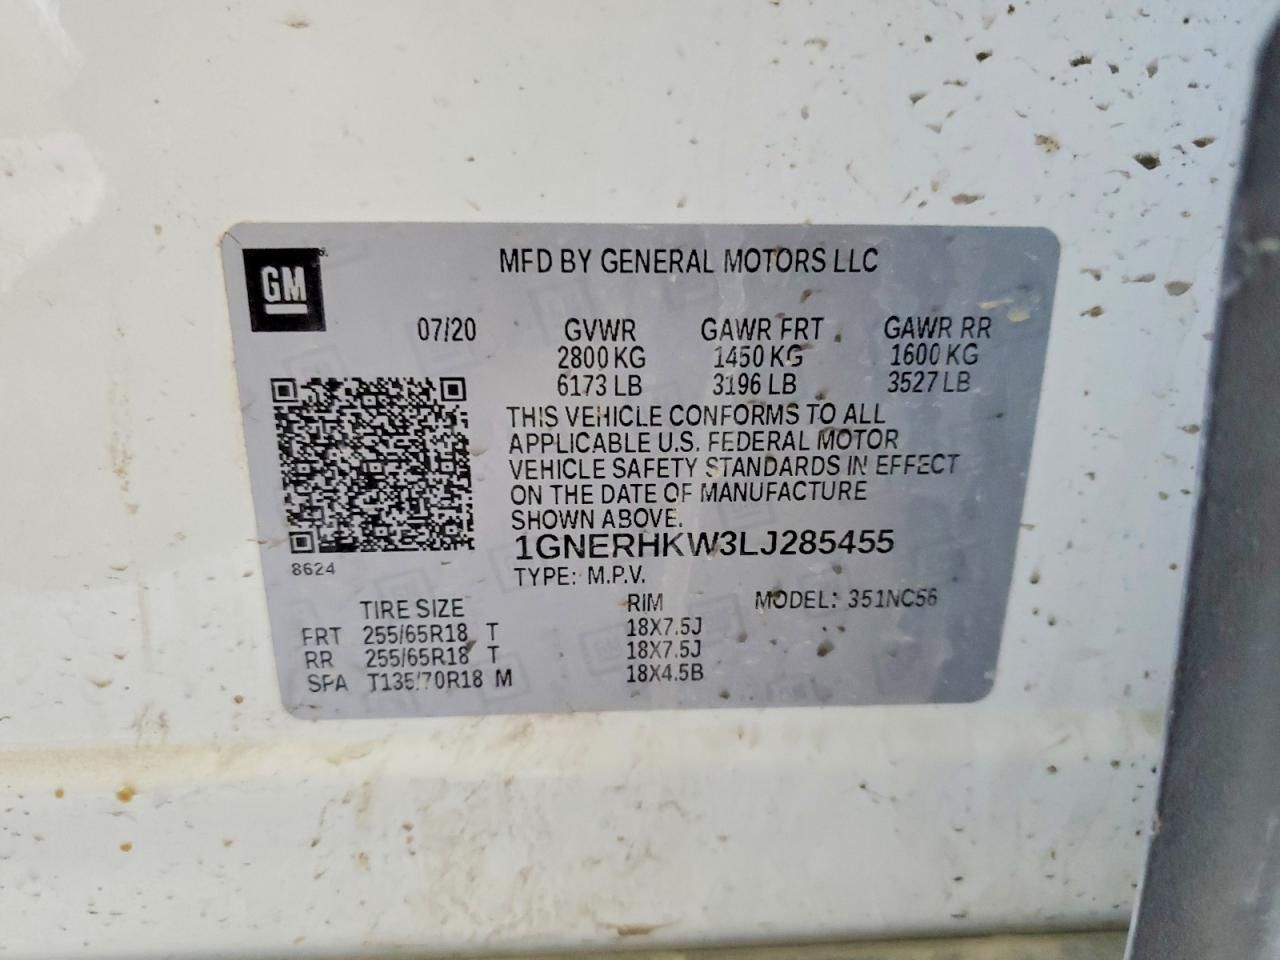 GM
MFD BY GENERAL MOTORS LLC
07/20 GVWR GAWR FRT GAWR RR
2800 KG 1450 KG 1600 KG
6173 LB 3196 LB 3527 LB
THIS VEHICLE CONFORMS TO ALL
APPLICABLE U.S. FEDERAL MOTOR
VEHICLE SAFETY STANDARDS IN EFFECT
ON THE DATE OF MANUFACTURE
SHOWN ABOVE.
1GNERHKW3LJ285455
8624
TYPE: M.P.V.
TIRE SIZE RIM MODEL: 351NC56
FRT 255/65R18 T 18X7.5J
RR 255/65R18 T 18X7.5J
SPA T135/70R18 M 18X4.5B